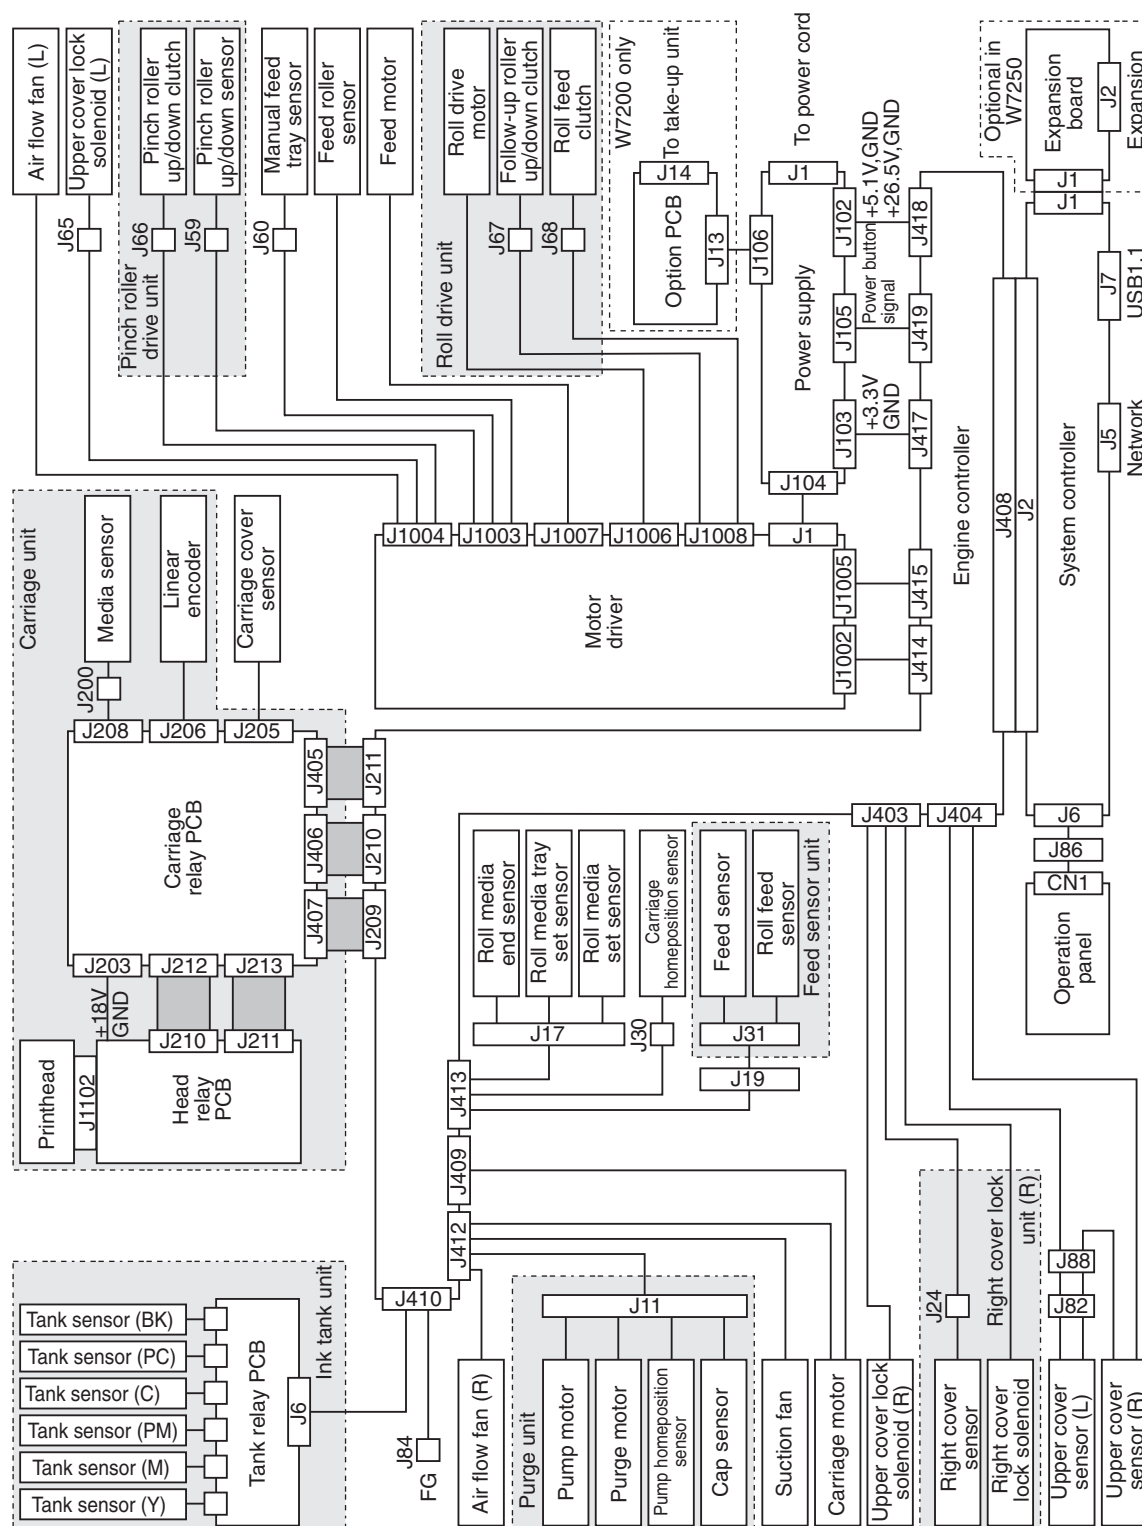 Air flow fan (L)
Upper cover lock
solenoid (L)
J65
Pinch roller
up/down clutch
J66
Pinch roller
up/down sensor
J59
Pinch roller
drive unit
Manual feed
tray sensor
J60
Feed roller
sensor
Feed motor
Roll drive
motor
Follow-up roller
up/down clutch
J67
Roll feed
clutch
J68
Roll drive unit
W7200 only
To take-up unit
J14
Option PCB
J13
To power cord
J1
J106
Power supply
J102
J105
J103
J104
+5.1V,GND
+26.5V,GND
Power button
signal
+3.3V
GND
J418
J419
J417
Optional in
W7250
Expansion
board
J2
Expansion
J1
J1
J7
USB1.1
J5
Network
System controller
J2
J408
Engine controller
J6
J86
CN1
Operation
panel
J1004
J1003
J1007
J1006
J1008
J1
Motor
driver
J1005
J1002
J415
J414
Carriage unit
Media sensor
J200
Linear
encoder
Carriage cover
sensor
J208
J206
J205
Carriage
relay PCB
J405
J406
J407
J211
J210
J209
J203
J212
J213
+18V
GND
J210
J211
Printhead
J1102
Head
relay
PCB
J403
J404
Roll media
end sensor
Roll media tray
set sensor
Roll media
set sensor
J17
Carriage
homeposition sensor
J30
Feed sensor
Roll feed
sensor
Feed sensor unit
J31
J19
J413
J409
J412
J410
Ink tank unit
Tank sensor (BK)
Tank sensor (PC)
Tank sensor (C)
Tank sensor (PM)
Tank sensor (M)
Tank sensor (Y)
Tank relay PCB
J6
J84
FG
Air flow fan (R)
Purge unit
J11
Pump motor
Purge motor
Pump homeposition
sensor
Cap sensor
Suction fan
Carriage motor
Upper cover lock
solenoid (R)
Right cover lock
unit (R)
J24
Right cover
sensor
Right cover
lock solenoid
J88
J82
Upper cover
sensor (L)
Upper cover
sensor (R)